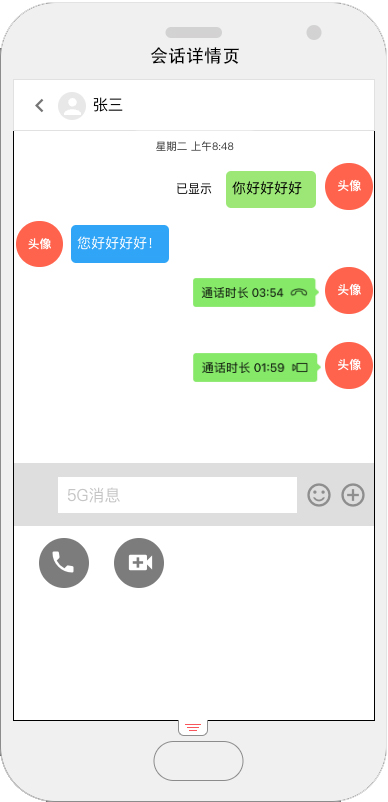 会话详情页
张三
星期二 上午8:48
已显示 你好好好好 头像
头像 您好好好好！
通话时长 03:54 头像
通话时长 01:59 头像
5G消息